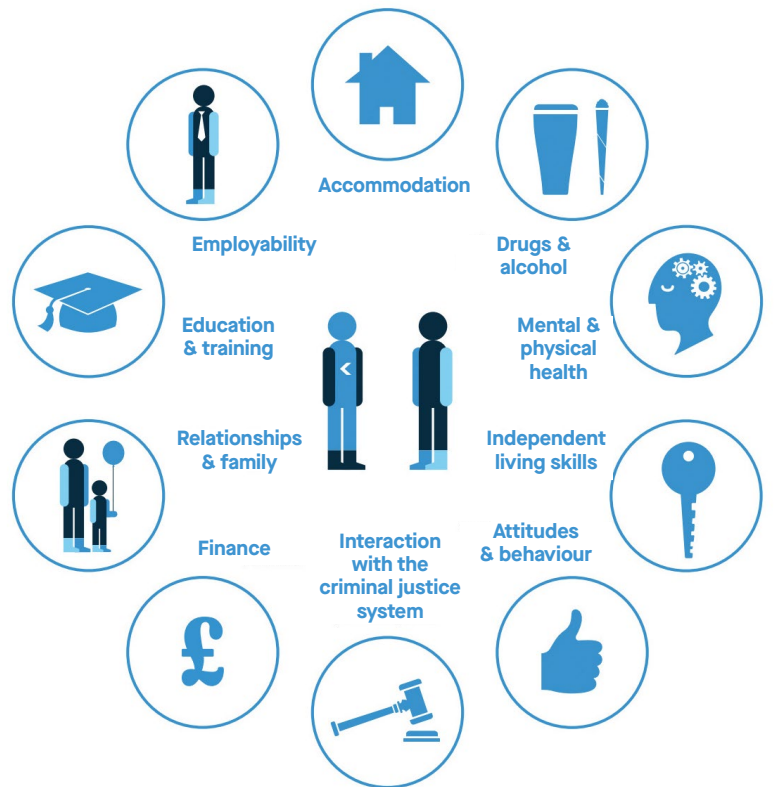 Accommodation
Employability
Drugs &
alcohol
Education
& training
Mental &
physical
health
Relationships
& family
Independent
living skills
Finance
Interaction
with the
criminal justice
system
Attitudes
& behaviour
£